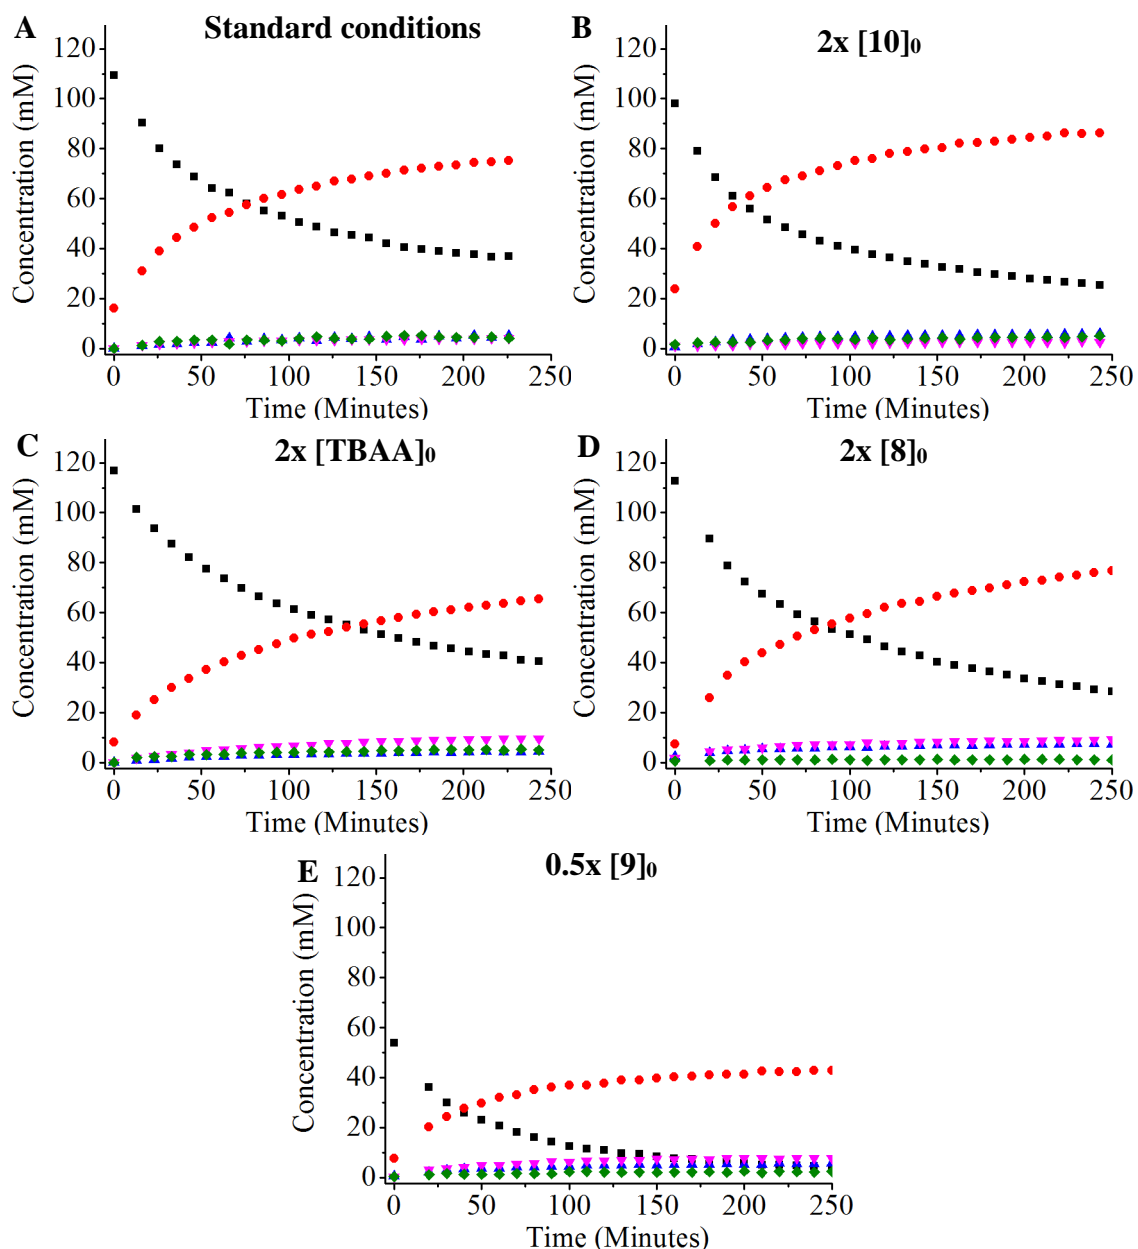 A Standard conditions
120
100
80
60
40
20
0
Concentration (mM)
0 50 100 150 200 250
Time (Minutes)
B 2x [10]0
120
100
80
60
40
20
0
Concentration (mM)
0 50 100 150 200 250
Time (Minutes)
C 2x [TBAA]0
120
100
80
60
40
20
0
Concentration (mM)
0 50 100 150 200 250
Time (Minutes)
D 2x [8]0
120
100
80
60
40
20
0
Concentration (mM)
0 50 100 150 200 250
Time (Minutes)
E 0.5x [9]0
120
100
80
60
40
20
0
Concentration (mM)
0 50 100 150 200 250
Time (Minutes)